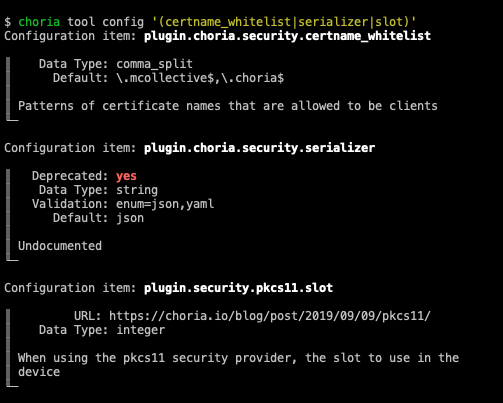 $ choria tool config '(certname_whitelist|serializer|slot)'
Configuration item: plugin.choria.security.certname_whitelist
Data Type: comma_split
Default: \.mcollective$,\.choria$
Patterns of certificate names that are allowed to be clients
Configuration item: plugin.choria.security.serializer
Deprecated: yes
Data Type: string
Validation: enum=json,yaml
Default: json
Undocumented
Configuration item: plugin.security.pkcs11.slot
URL: https://choria.io/blog/post/2019/09/09/pkcs11/
Data Type: integer
When using the pkcs11 security provider, the slot to use in the
device